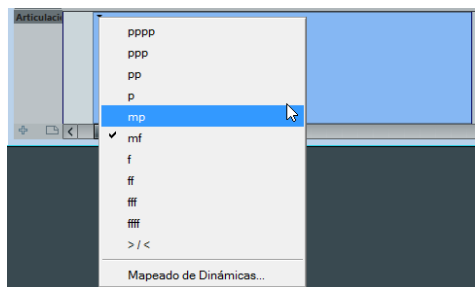 Articulaci
pppp
ppp
pp
p
mp
mf
f
ff
fff
ffff
> / <
Mapeado de Dinámicas...